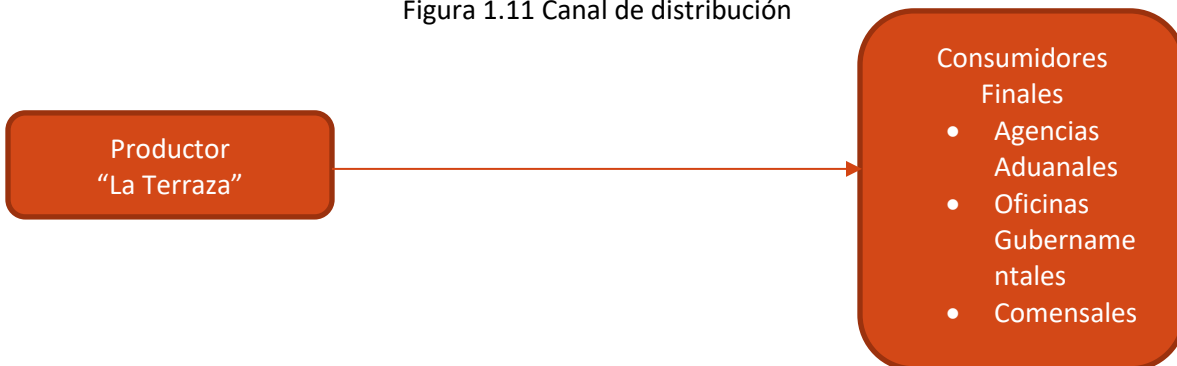 Figura 1.11 Canal de distribución
Productor
“La Terraza”
Consumidores
Finales
● Agencias
Aduanales
● Oficinas
Gubername
ntales
● Comensales